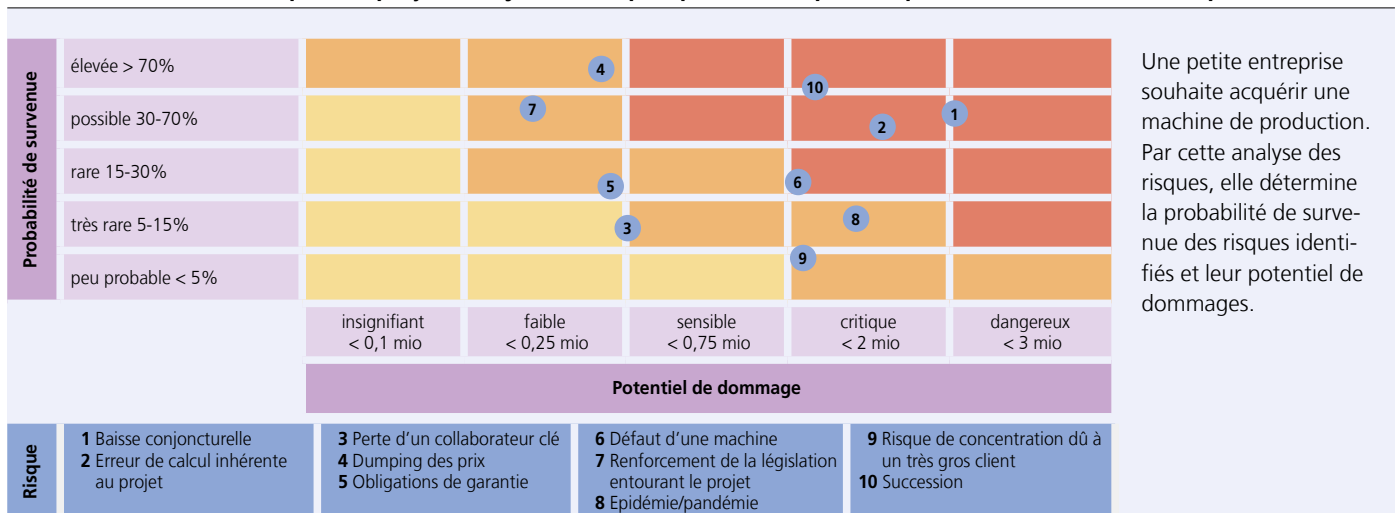 Probabilité de survenue
élevée > 70%
possible 30-70%
rare 15-30%
très rare 5-15%
peu probable < 5%
4
10
7
2
1
5
6
3
8
9
insignifiant
< 0,1 mio
faible
< 0,25 mio
sensible
< 0,75 mio
critique
< 2 mio
dangereux
< 3 mio
Potentiel de dommage
Une petite entreprise
souhaite acquérir une
machine de production.
Par cette analyse des
risques, elle détermine
la probabilité de surve-
nue des risques identi-
fiés et leur potentiel de
dommages.
Risque
1 Baisse conjoncturelle
2 Erreur de calcul inhérente
au projet
3 Perte d'un collaborateur clé
4 Dumping des prix
5 Obligations de garantie
6 Défaut d'une machine
7 Renforcement de la législation
entourant le projet
8 Epidémie/pandémie
9 Risque de concentration dû à
un très gros client
10 Succession